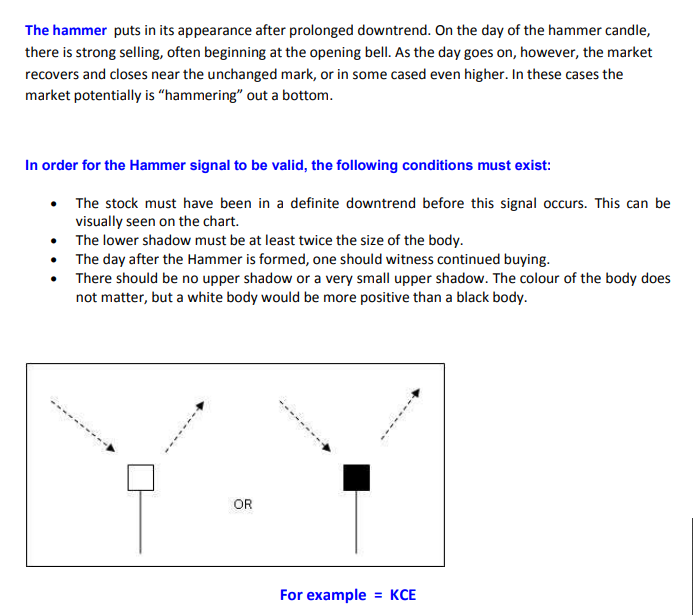 The hammer puts in its appearance after prolonged downtrend. On the day of the hammer candle,
there is strong selling, often beginning at the opening bell. As the day goes on, however, the market
recovers and closes near the unchanged mark, or in some cased even higher. In these cases the
market potentially is “hammering” out a bottom.
In order for the Hammer signal to be valid, the following conditions must exist:
• The stock must have been in a definite downtrend before this signal occurs. This can be
visually seen on the chart.
• The lower shadow must be at least twice the size of the body.
• The day after the Hammer is formed, one should witness continued buying.
• There should be no upper shadow or a very small upper shadow. The colour of the body does
not matter, but a white body would be more positive than a black body.
OR
For example = KCE